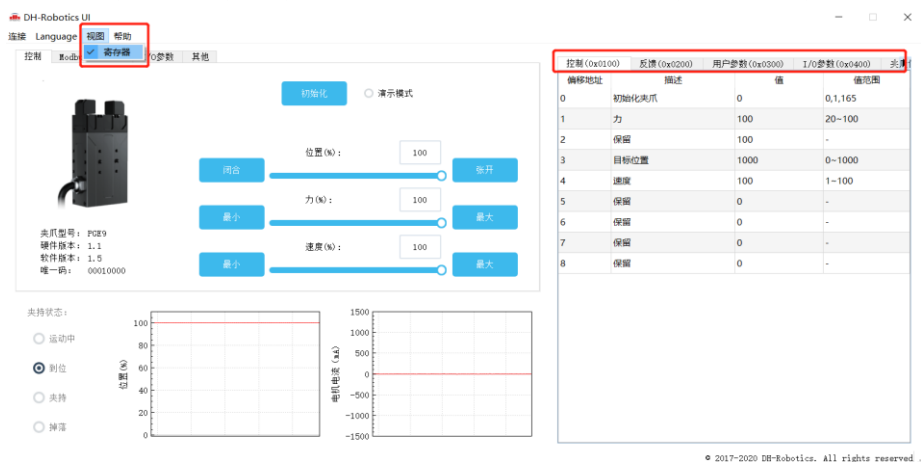 DH-Robotics UI
连接 Language 视图 帮助
寄存器
控制 Modb I/O参数 其他
初始化 演示模式
位置(%): 100
闭合 张开
力(%): 100
最小 最大
速度(%): 100
最小 最大
夹爪型号: PGE9
硬件版本: 1.1
软件版本: 1.5
唯一码: 00010000
夹持状态:
运动中
到位
夹持
掉落
位置(%)
100
80
60
40
20
0
电机电流 (mA)
1500
1000
500
0
-500
-1000
-1500
控制(0x0100) 反馈(0x0200) 用户参数(0x0300) I/O参数(0x0400)
偏移地址 描述 值 值范围
0 初始化夹爪 0 0,1,165
1 力 100 20~100
2 保留 100 -
3 目标位置 1000 0~1000
4 速度 100 1~100
5 保留 0 -
6 保留 0 -
7 保留 0 -
8 保留 0 -
© 2017-2020 DH-Robotics. All rights reserved.